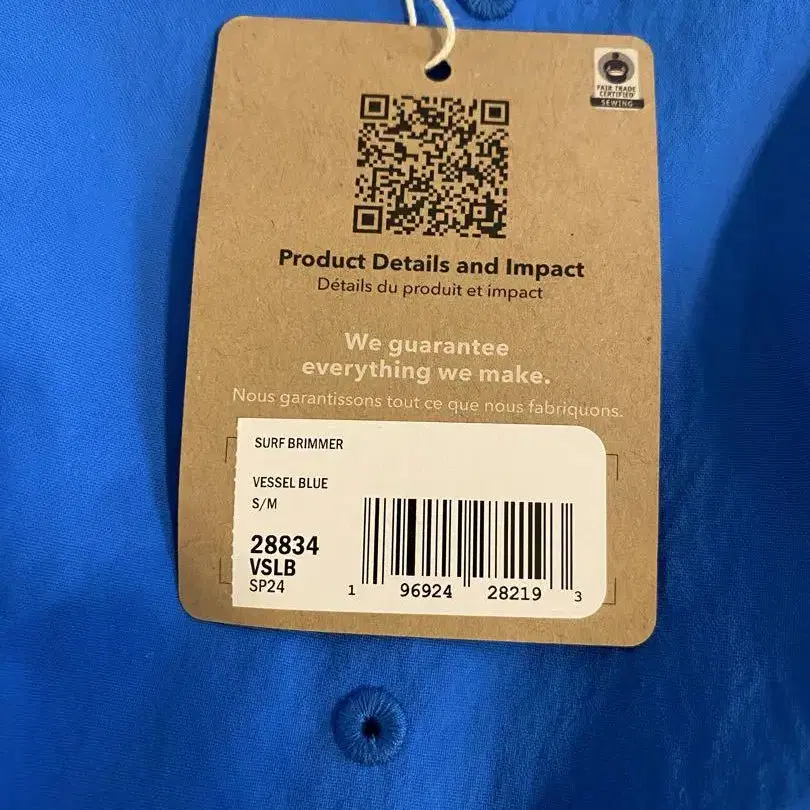 FAIR TRADE
CERTIFIED
SEWING
Product Details and Impact
Détails du produit et impact
We guarantee
everything we make.
Nous garantissons tout ce que nous fabriquons.
SURF BRIMMER
VESSEL BLUE
S/M
28834
VSLB
SP24
1 96924 28219 3